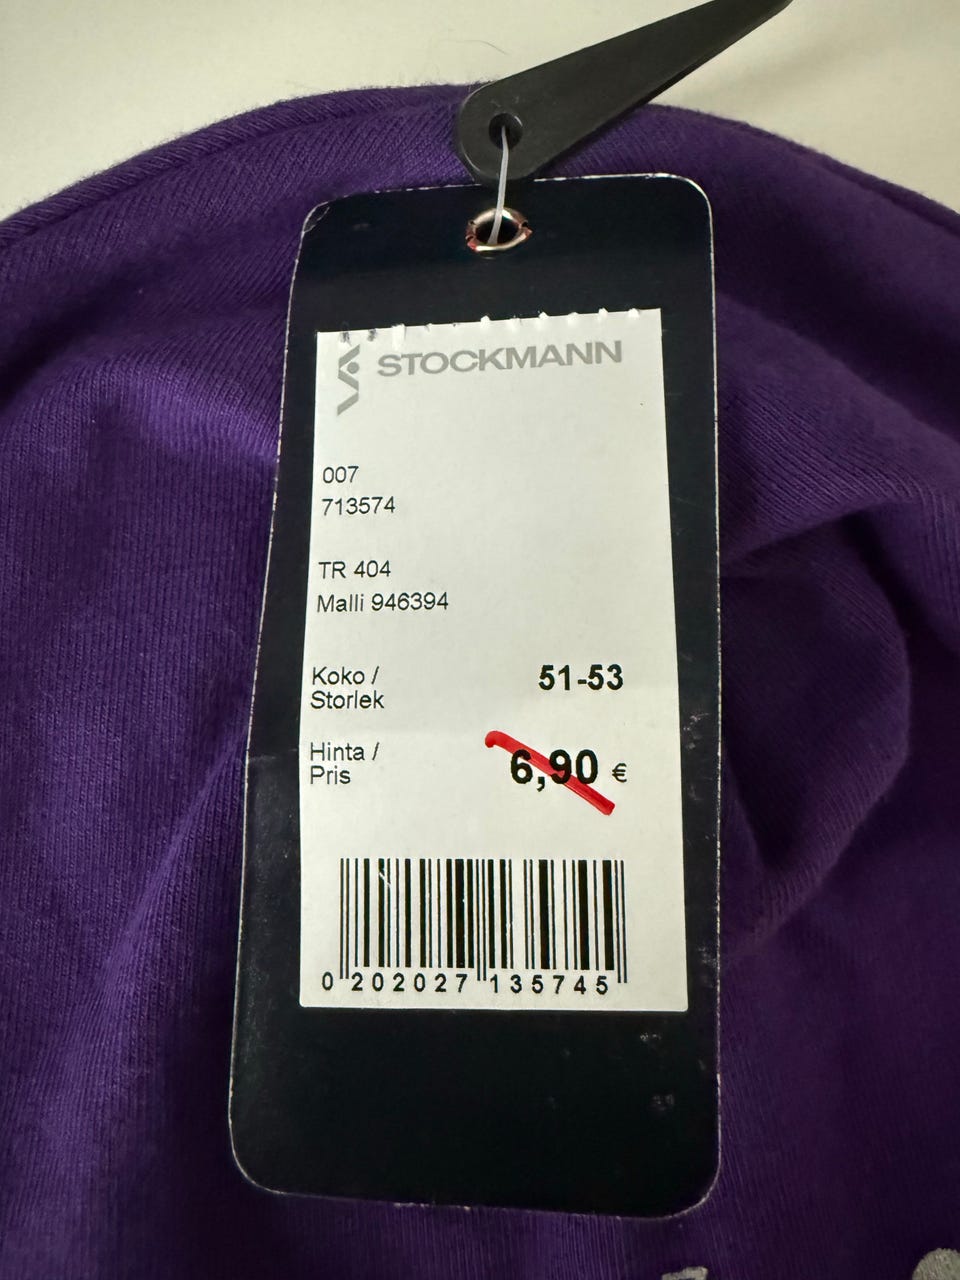 STOCKMANN
007
713574
TR 404
Malli 946394
Koko /
Storlek
51-53
Hinta /
Pris
6,90 €
0 202027 135745